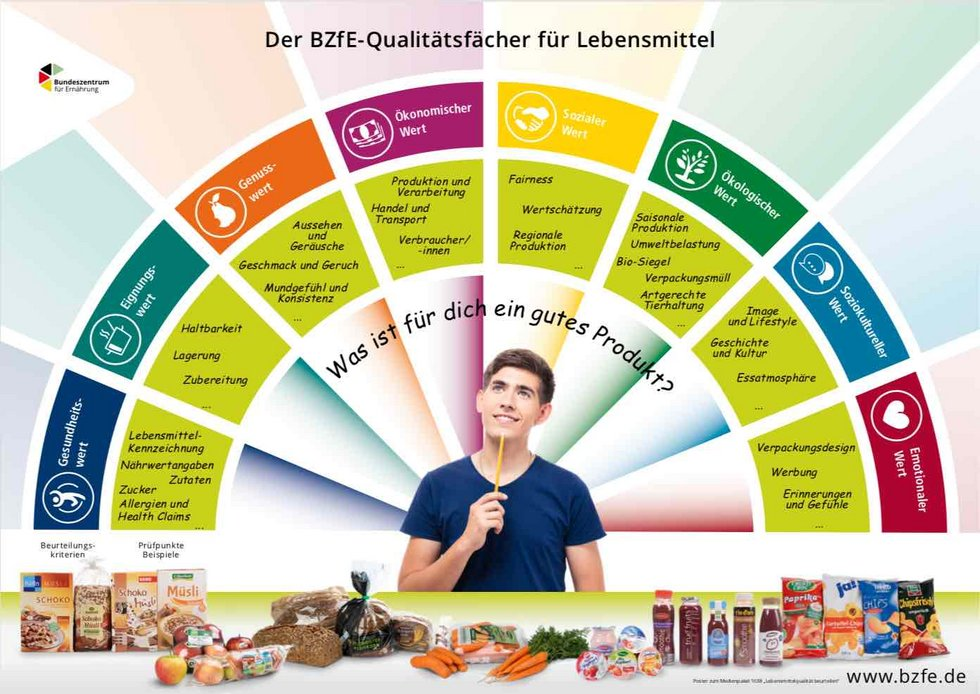 Der BZfE-Qualitätsfächer für Lebensmittel
Bundeszentrum
für Ernährung
Gesundheits-
wert
Eignungs-
wert
Genuss-
wert
Ökonomischer
Wert
Sozialer
Wert
Ökologischer
Wert
Soziokultureller
Wert
Emotionaler
Wert
Lebensmittel-
Kennzeichnung
Nährwertangaben
Zutaten
Zucker
Allergien und
Health Claims
...
Haltbarkeit
Lagerung
Zubereitung
...
Aussehen
und
Geräusche
Geschmack und Geruch
Mundgefühl und
Konsistenz
...
Produktion und
Verarbeitung
Handel und
Transport
Verbraucher/
-innen
...
Fairness
Wertschätzung
Regionale
Produktion
...
Saisonale
Produktion
Umweltbelastung
Bio-Siegel
Verpackungsmüll
Artgerechte
Tierhaltung
...
Image
und Lifestyle
Geschichte
und Kultur
Essatmosphäre
...
Verpackungsdesign
Werbung
Erinnerungen
und Gefühle
...
Was ist für dich ein gutes Produkt?
Beurteilungs-
kriterien
Prüfpunkte
Beispiele
SCHOKO
Schoko
Müsli
Paprika
ja!
CHIPS
Chipsfrisch
www.bzfe.de